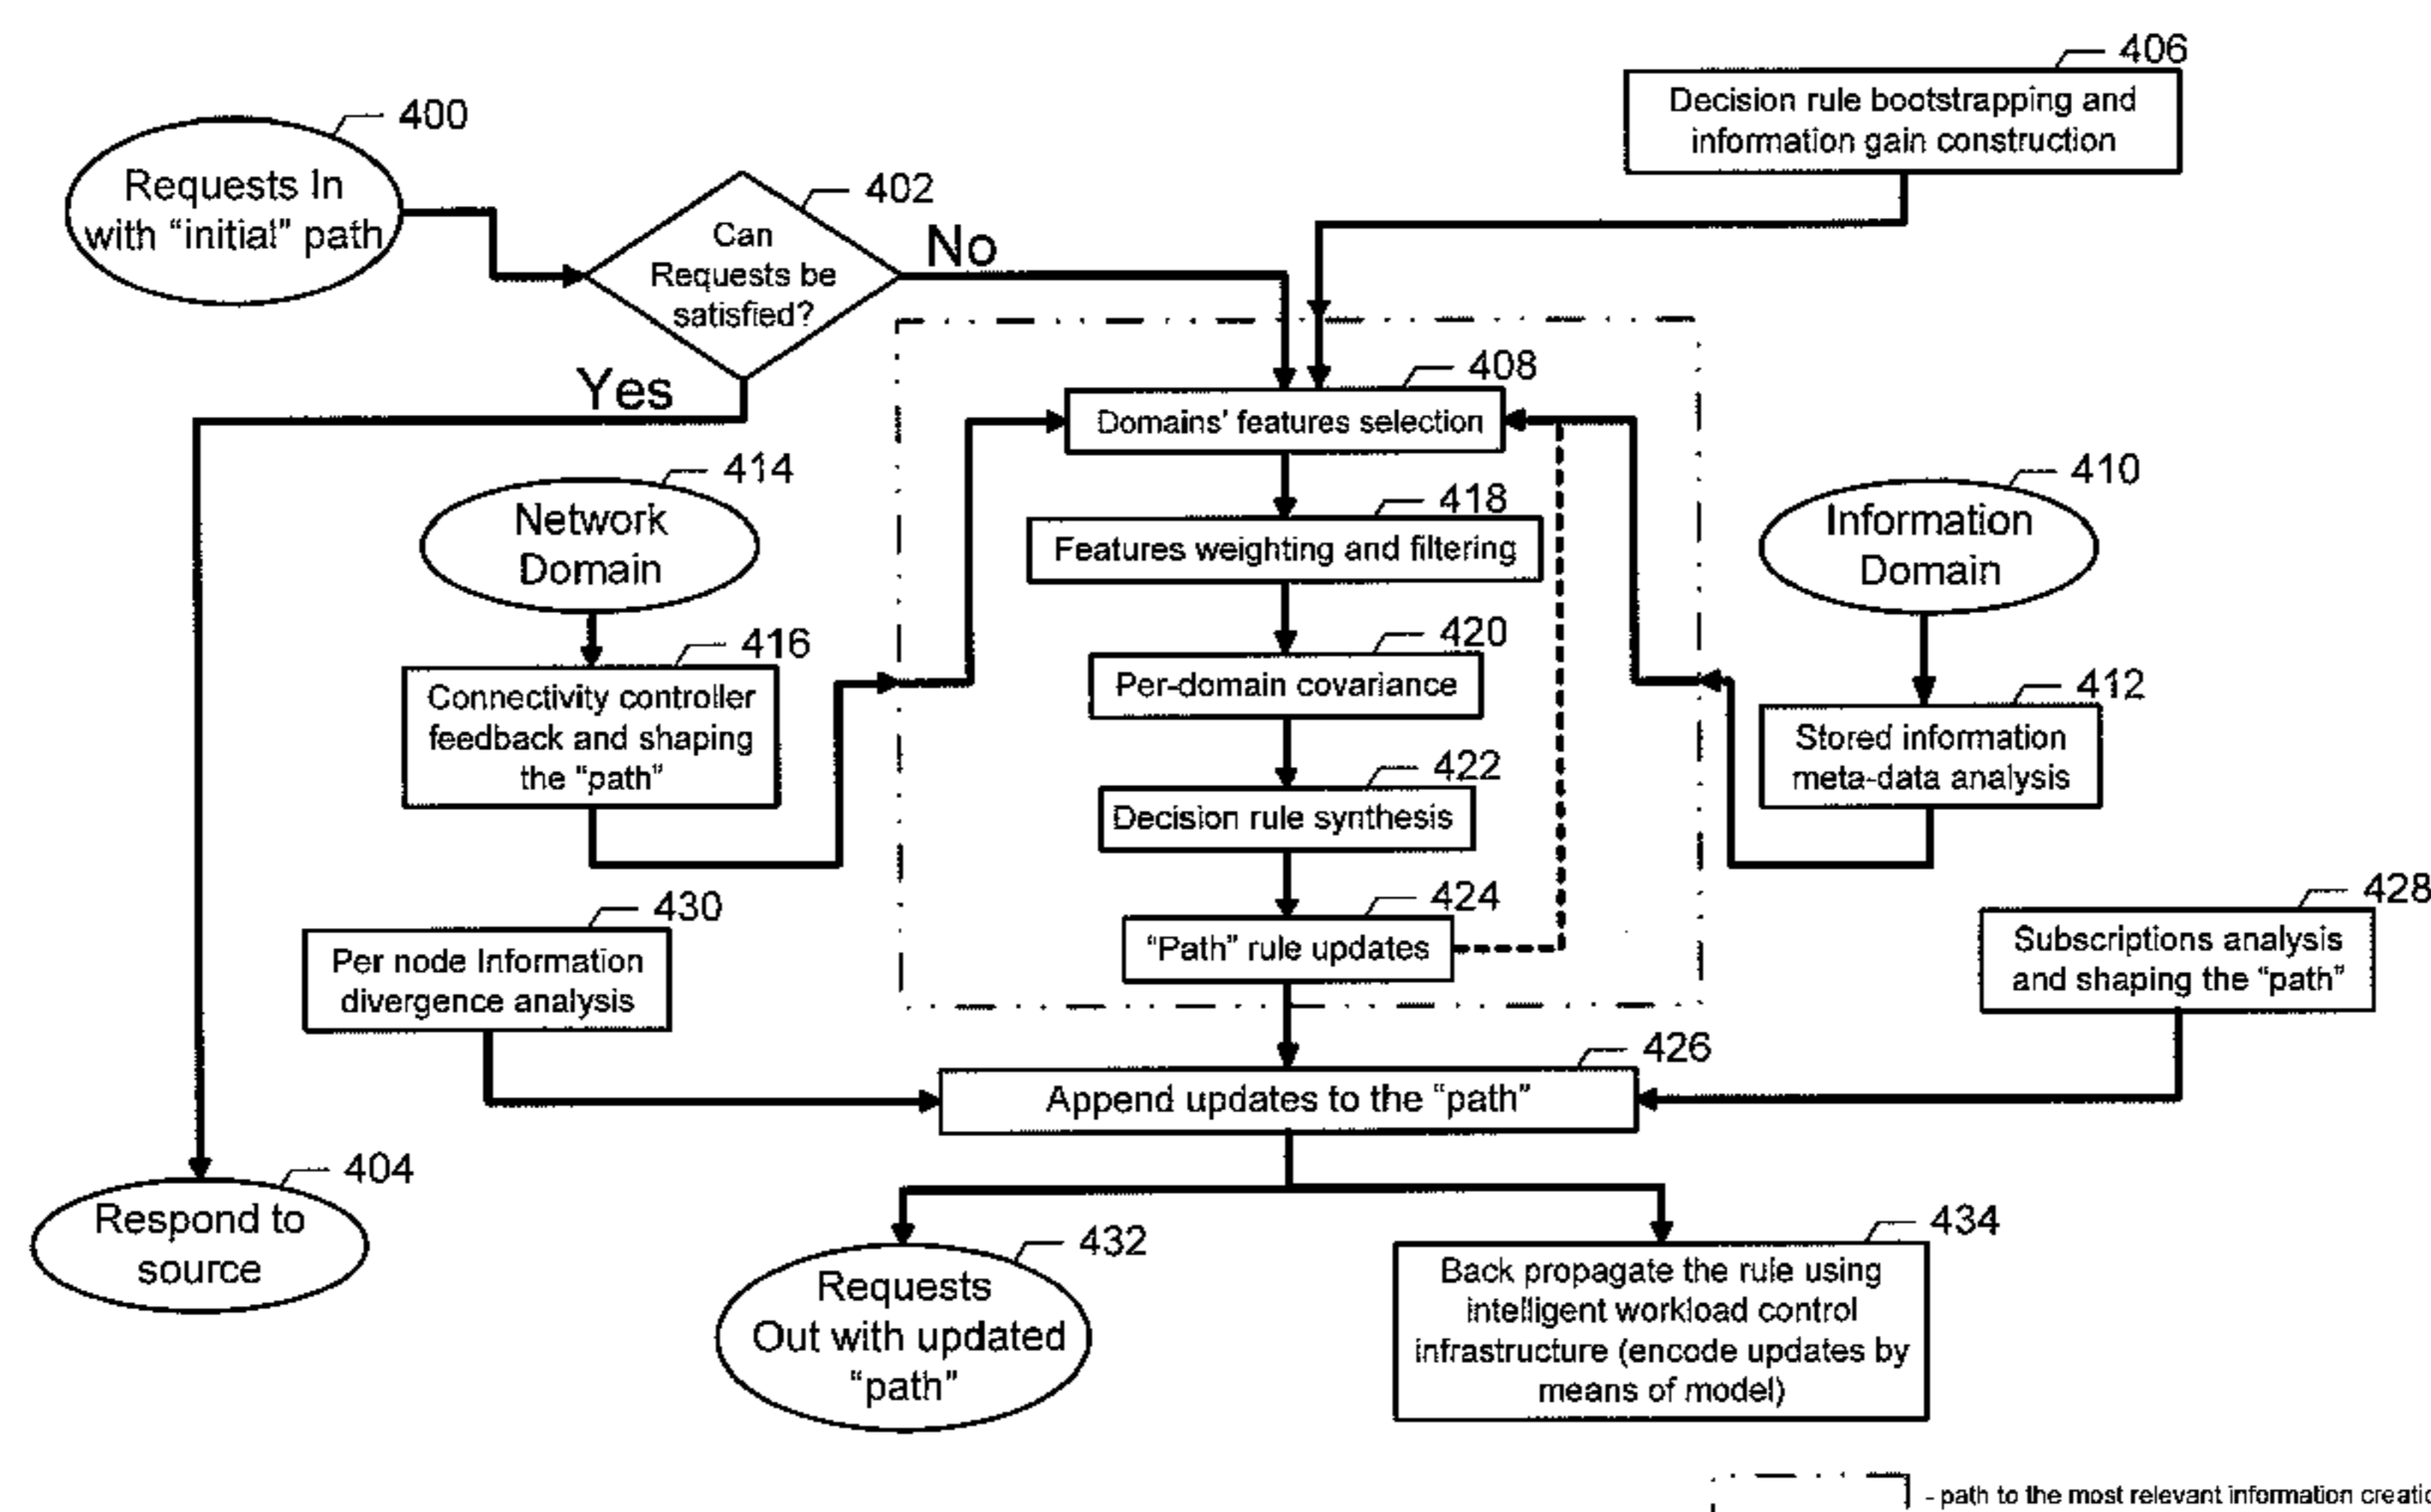 406
Decision rule bootstrapping and
information gain construction
400
Requests In
with “initial” path
402
Can
Requests be
satisfied?
No
Yes
408
Domains’ features selection
414
Network
Domain
410
Information
Domain
418
Features weighting and filtering
416
Connectivity controller
feedback and shaping
the “path”
420
Per-domain covariance
412
Stored information
meta-data analysis
422
Decision rule synthesis
424
“Path” rule updates
430
Per node Information
divergence analysis
428
Subscriptions analysis
and shaping the “path”
426
Append updates to the “path”
404
Respond to
source
432
Requests
Out with updated
“path”
434
Back propagate the rule using
intelligent workload control
infrastructure (encode updates by
means of model)
- path to the most relevant information